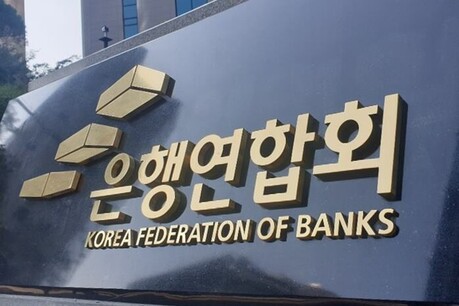 은행연합회
KOREA FEDERATION OF BANKS